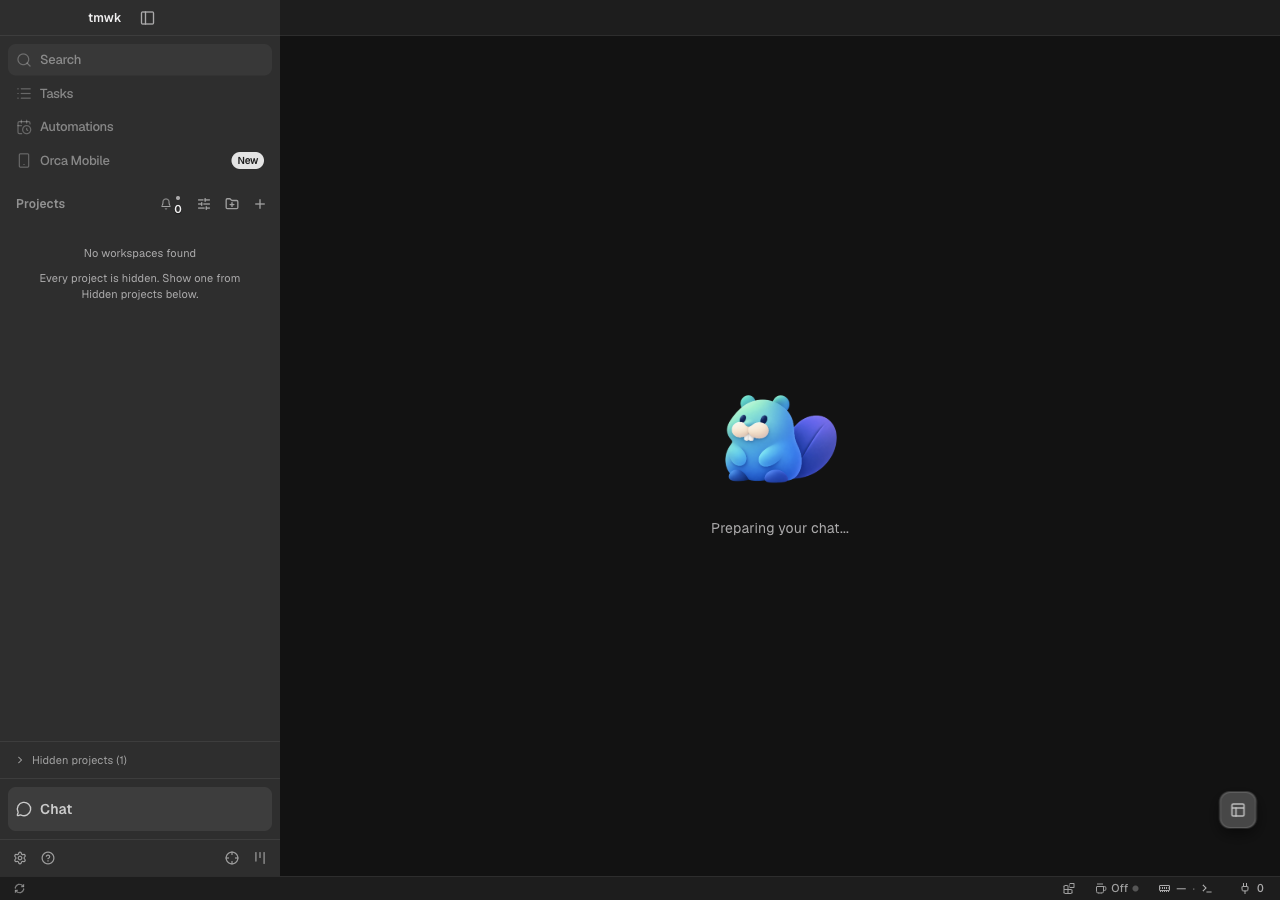 tmwk
Search
Tasks
Automations
Orca Mobile
New
Projects
0
No workspaces found
Every project is hidden. Show one from
Hidden projects below.
Preparing your chat...
Hidden projects (1)
Chat
Off
0